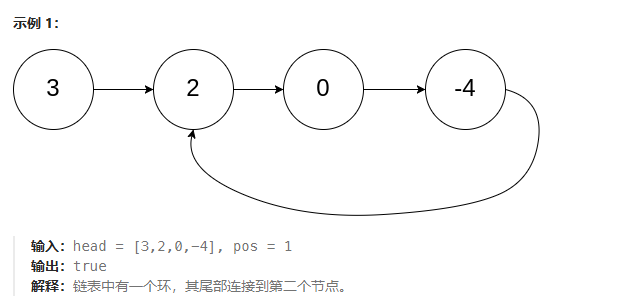 示例 1：
3 2 0 -4
输入：head = [3,2,0,-4], pos = 1
输出：true
解释：链表中有一个环，其尾部连接到第二个节点。